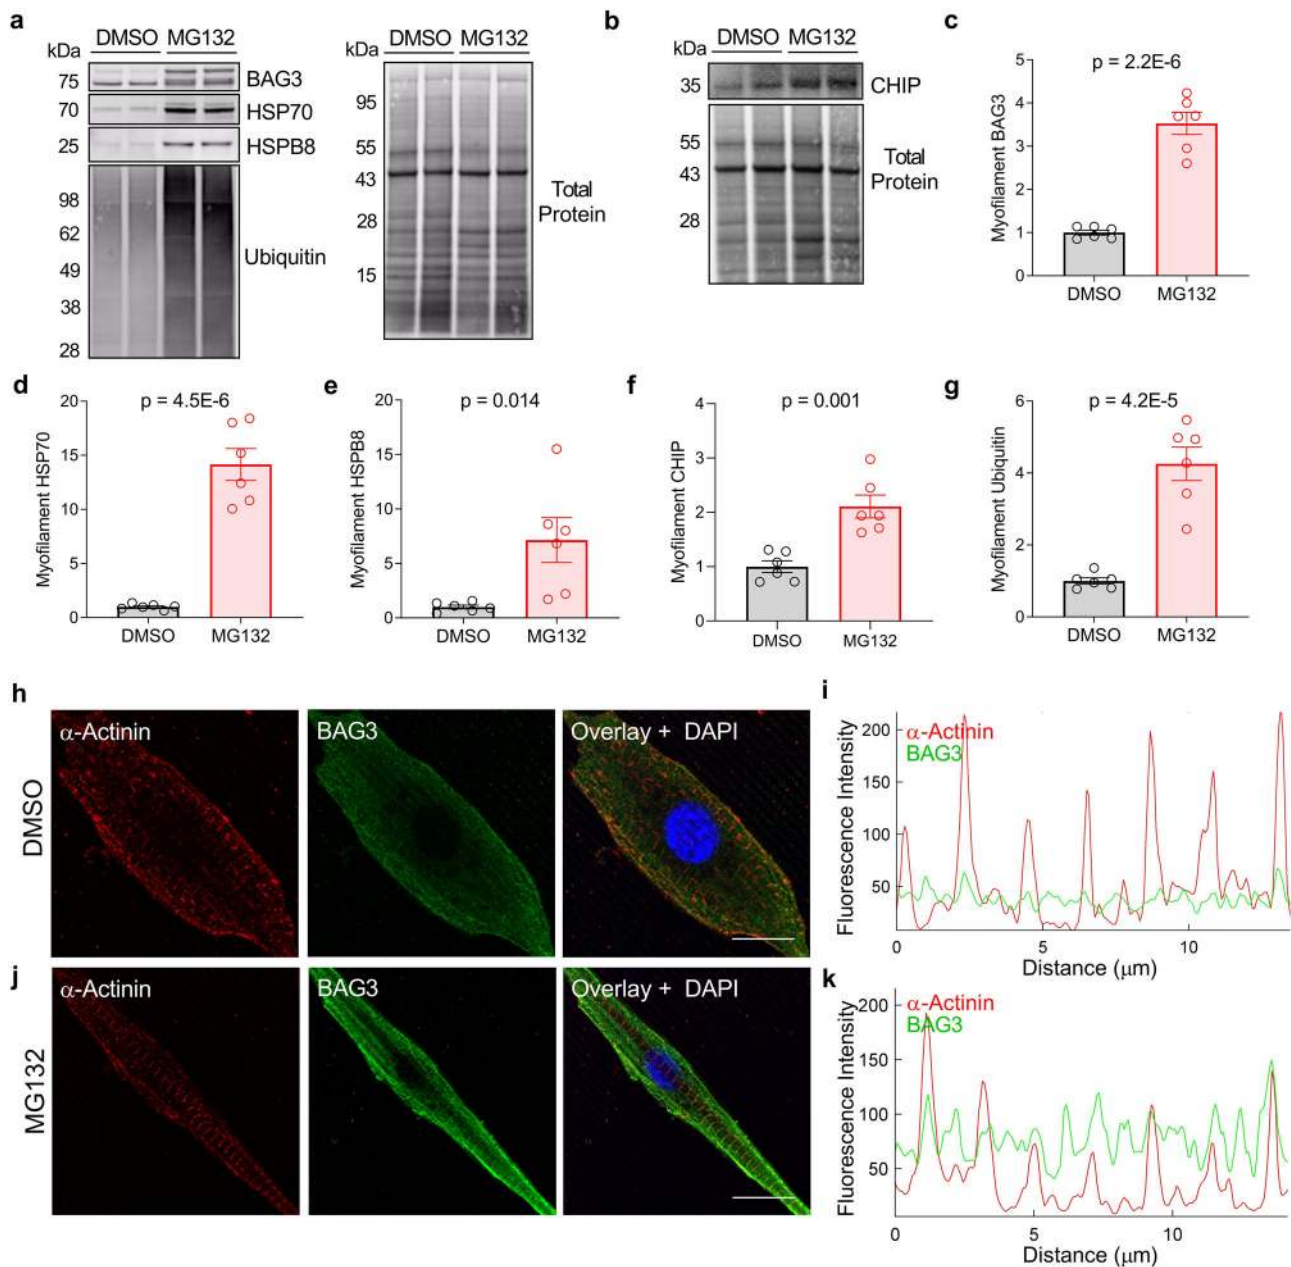 a
kDa
DMSO MG132
75
70
25
98
62
49
38
28
BAG3
HSP70
HSPB8
Ubiquitin
kDa
DMSO MG132
95
55
43
28
15
Total
Protein
b
kDa
DMSO MG132
35
55
43
28
CHIP
Total
Protein
c
p = 2.2E-6
Myofilament BAG3
5
4
3
2
1
0
DMSO
MG132
d
p = 4.5E-6
Myofilament HSP70
20
15
10
5
0
DMSO
MG132
e
p = 0.014
Myofilament HSPB8
20
15
10
5
0
DMSO
MG132
f
p = 0.001
Myofilament CHIP
4
3
2
1
0
DMSO
MG132
g
p = 4.2E-5
Myofilament Ubiquitin
6
4
2
0
DMSO
MG132
h
DMSO
α-Actinin
BAG3
Overlay + DAPI
i
α-Actinin
BAG3
Fluorescence Intensity
200
150
100
50
0
5
10
Distance (μm)
j
MG132
α-Actinin
BAG3
Overlay + DAPI
k
α-Actinin
BAG3
Fluorescence Intensity
200
150
100
50
0
5
10
Distance (μm)